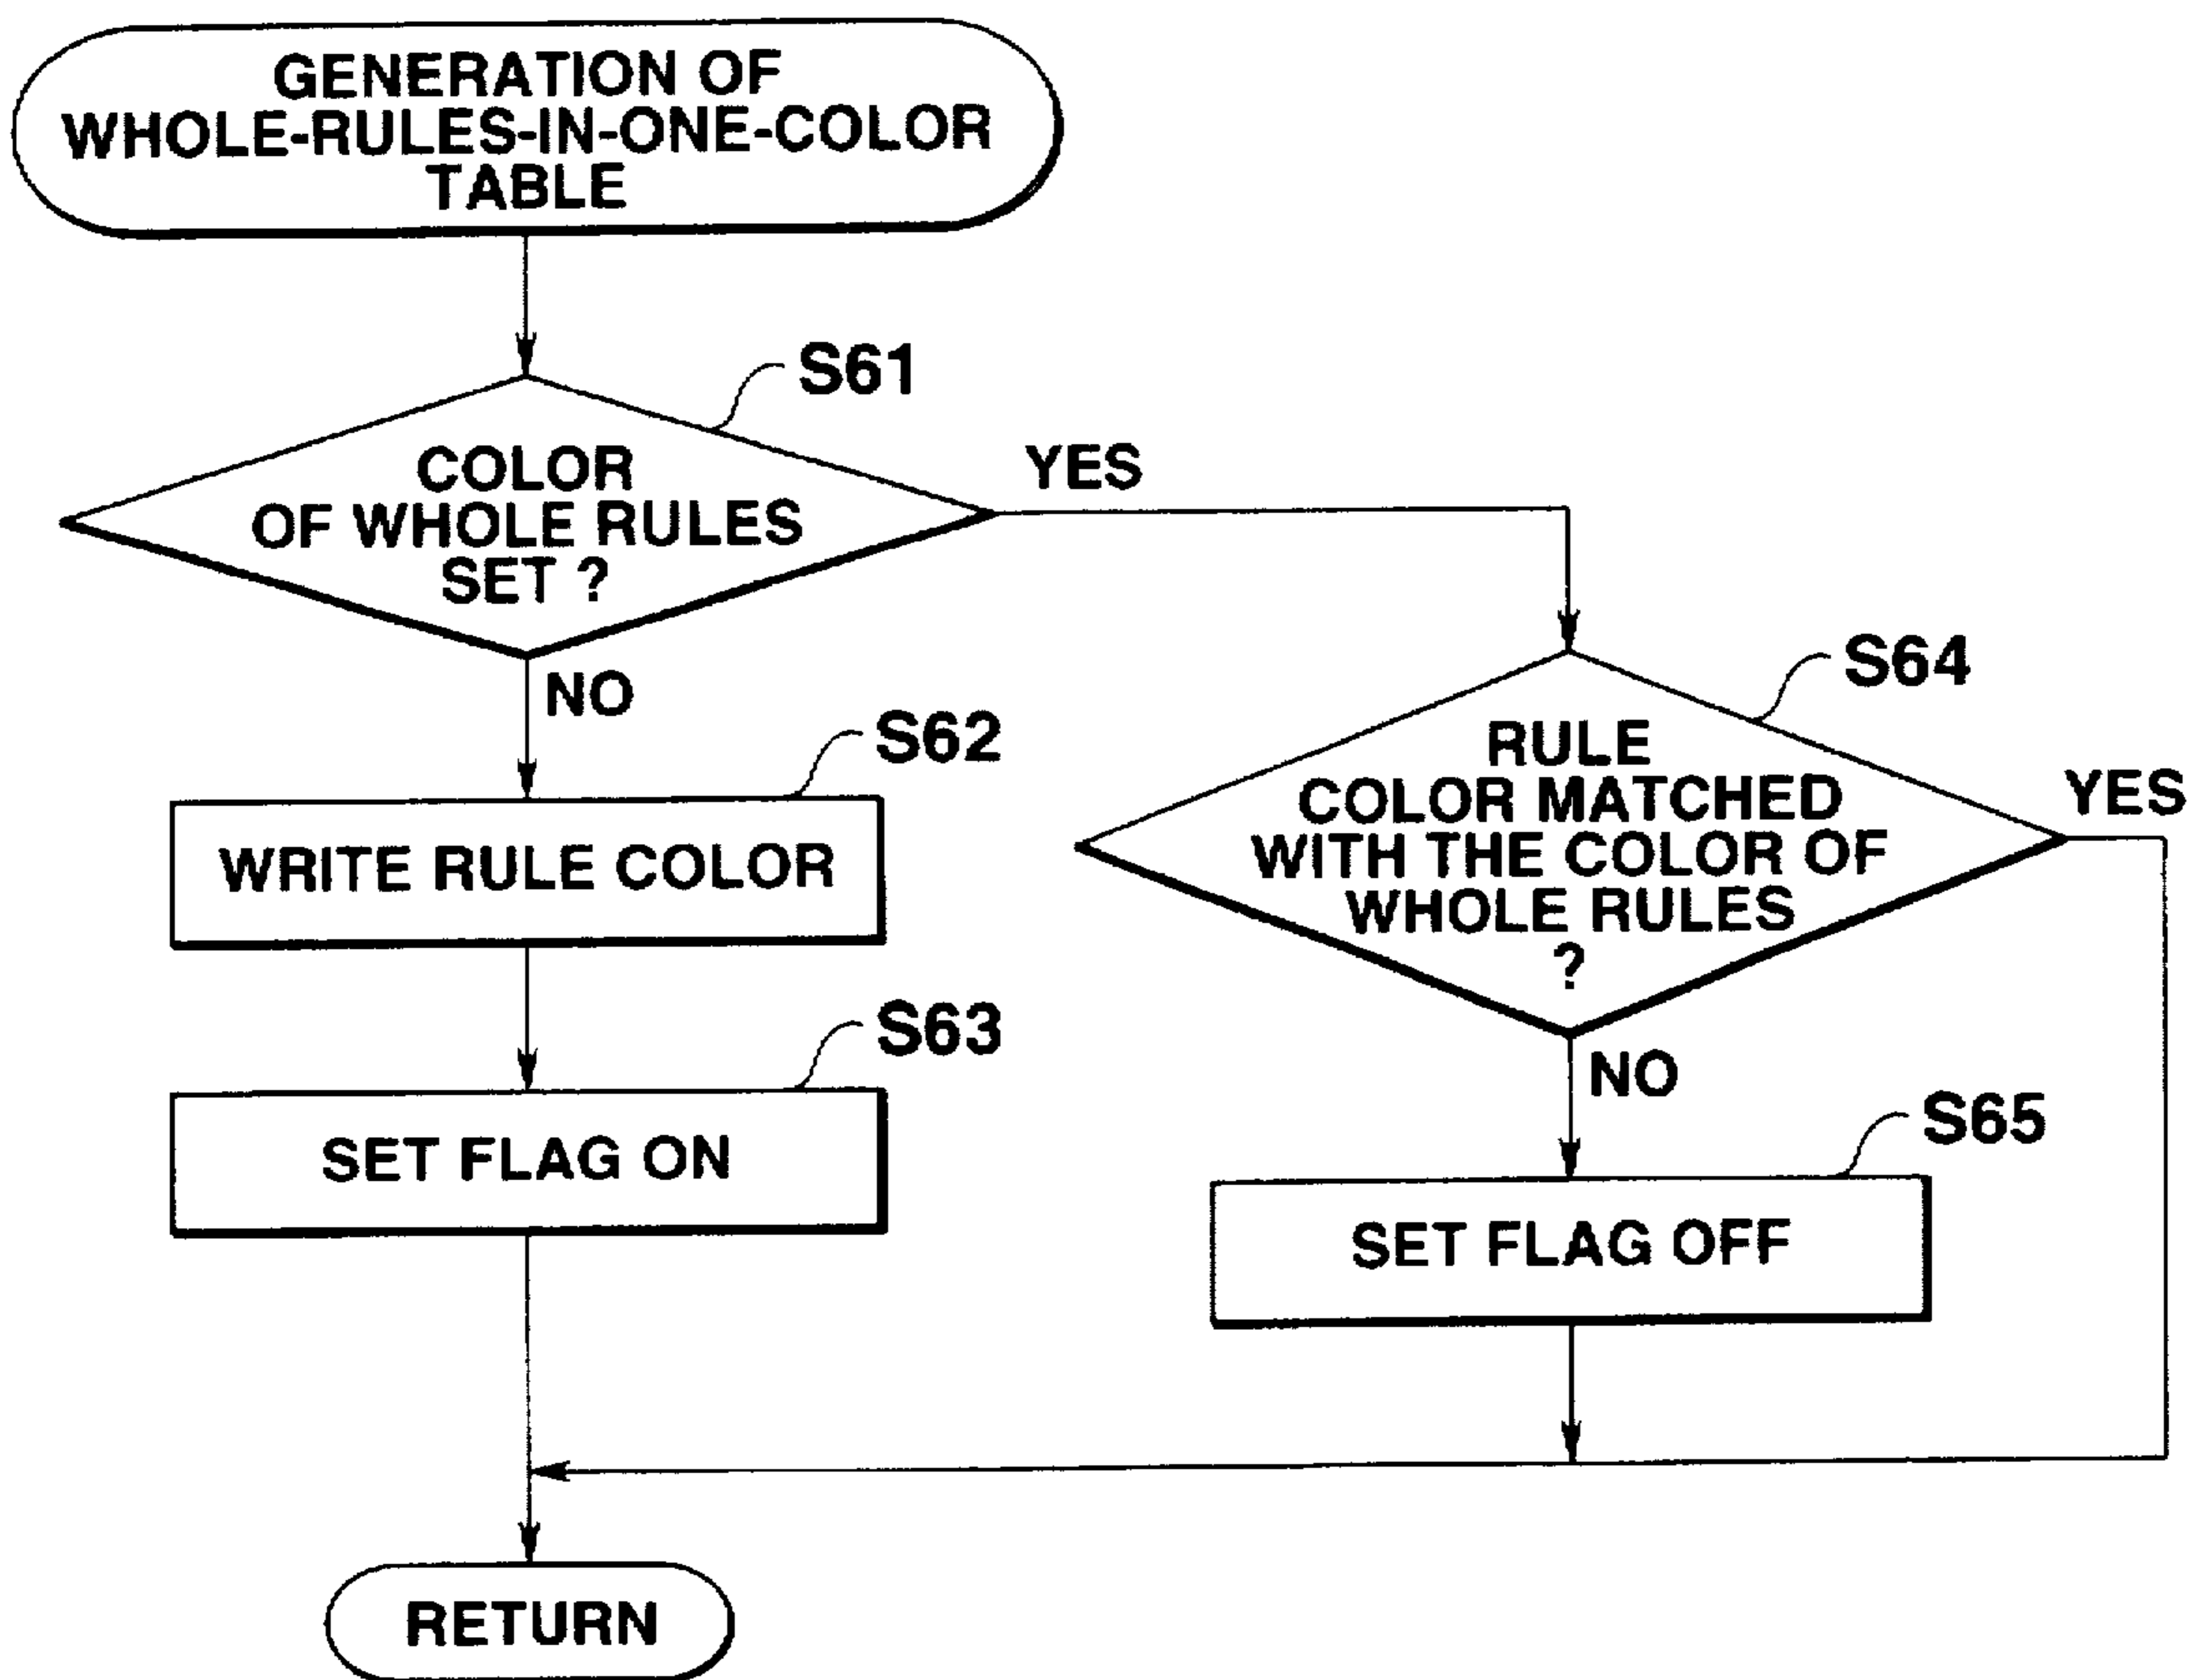 GENERATION OF
WHOLE-RULES-IN-ONE-COLOR
TABLE
S61
COLOR
OF WHOLE RULES
SET ?
YES
NO
S62
WRITE RULE COLOR
S63
SET FLAG ON
S64
RULE
COLOR MATCHED
WITH THE COLOR OF
WHOLE RULES
?
YES
NO
S65
SET FLAG OFF
RETURN